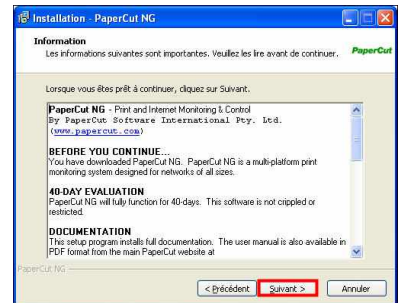 Installation - PaperCut NG
Information
Les informations suivantes sont importantes. Veuillez les lire avant de continuer.
PaperCut
Lorsque vous êtes prêt à continuer, cliquez sur Suivant.
PaperCut NG - Print and Internet Monitoring & Control
By PaperCut Software International Pty. Ltd.
(www.papercut.com)
BEFORE YOU CONTINUE...
You have downloaded PaperCut NG. PaperCut NG is a multi-platform print
monitoring system designed for networks of all sizes.
40-DAY EVALUATION
PaperCut NG will fully function for 40-days. This software is not crippled or
restricted.
DOCUMENTATION
This setup program installs full documentation. The user manual is also available in
PDF format from the main PaperCut website at
PaperCut NG
< Précédent
Suivant >
Annuler